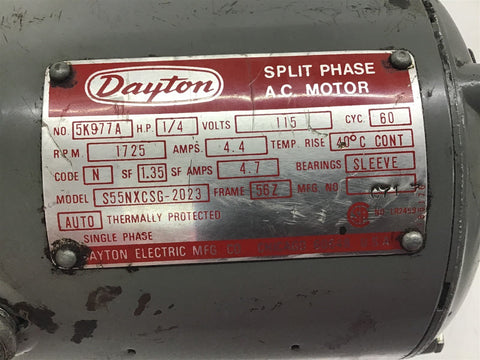 Dayton
SPLIT PHASE
A.C. MOTOR
NO. 5K977A H.P. 1/4 VOLTS 115 CYC. 60
R.P.M. 1725 AMPS. 4.4 TEMP. RISE 40°C CONT
CODE N SF 1.35 SF AMPS 4.7 BEARINGS SLEEVE
MODEL S55NXCSG-2023 FRAME 56Z MFG. NO.
AUTO THERMALLY PROTECTED
SINGLE PHASE
DAYTON ELECTRIC MFG. CO.